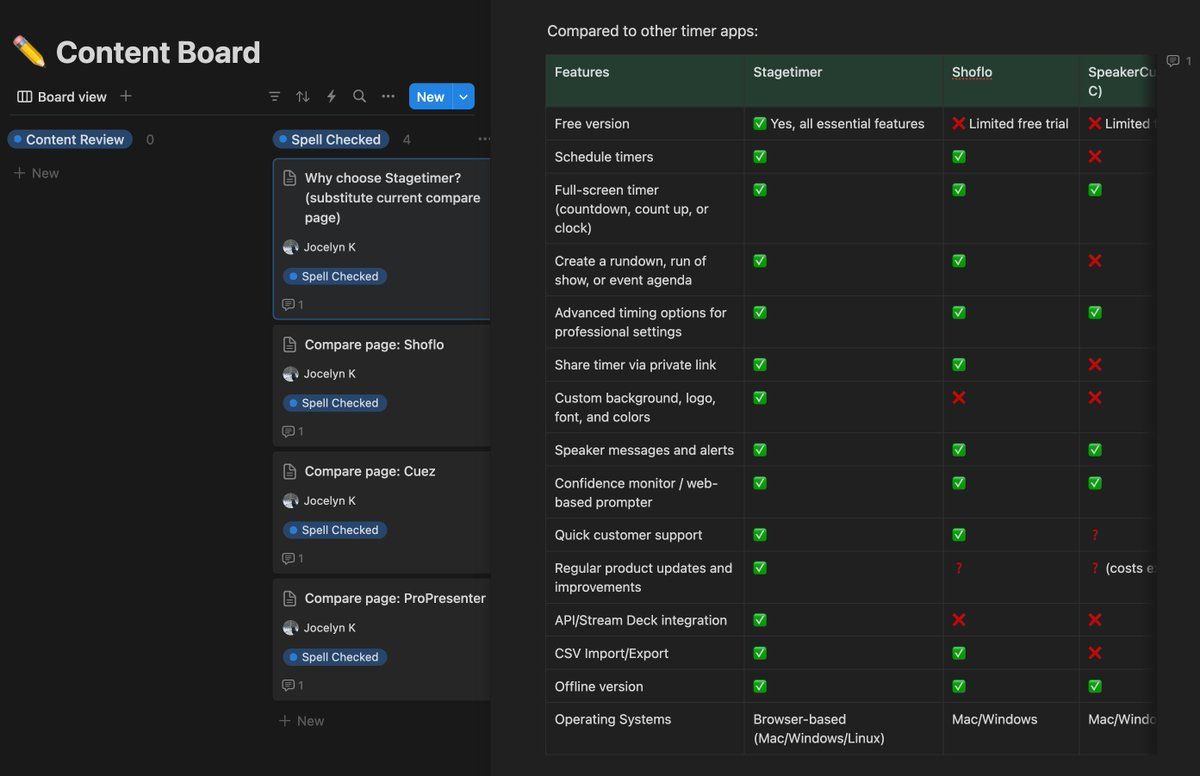 ✏️ Content Board
Board view
New
Content Review 0
+ New
Spell Checked 4
Why choose Stagetimer?
(substitute current compare
page)
Jocelyn K
Spell Checked
1
Compare page: Shoflo
Jocelyn K
Spell Checked
1
Compare page: Cuez
Jocelyn K
Spell Checked
1
Compare page: ProPresenter
Jocelyn K
Spell Checked
1
+ New
Compared to other timer apps:
1
Features Stagetimer Shoflo SpeakerCu
C)
Free version ✅ Yes, all essential features ❌ Limited free trial ❌ Limited
Schedule timers ✅ ✅ ❌
Full-screen timer ✅ ✅ ✅
(countdown, count up, or
clock)
Create a rundown, run of ✅ ✅ ❌
show, or event agenda
Advanced timing options for ✅ ✅ ✅
professional settings
Share timer via private link ✅ ✅ ❌
Custom background, logo, ✅ ❌ ❌
font, and colors
Speaker messages and alerts ✅ ✅ ✅
Confidence monitor / web- ✅ ✅ ✅
based prompter
Quick customer support ✅ ✅ ❓
Regular product updates and ✅ ❓ ❓ (costs e
improvements
API/Stream Deck integration ✅ ❌ ❌
CSV Import/Export ✅ ✅ ❌
Offline version ✅ ✅ ✅
Operating Systems Browser-based Mac/Windows Mac/Windo
(Mac/Windows/Linux)